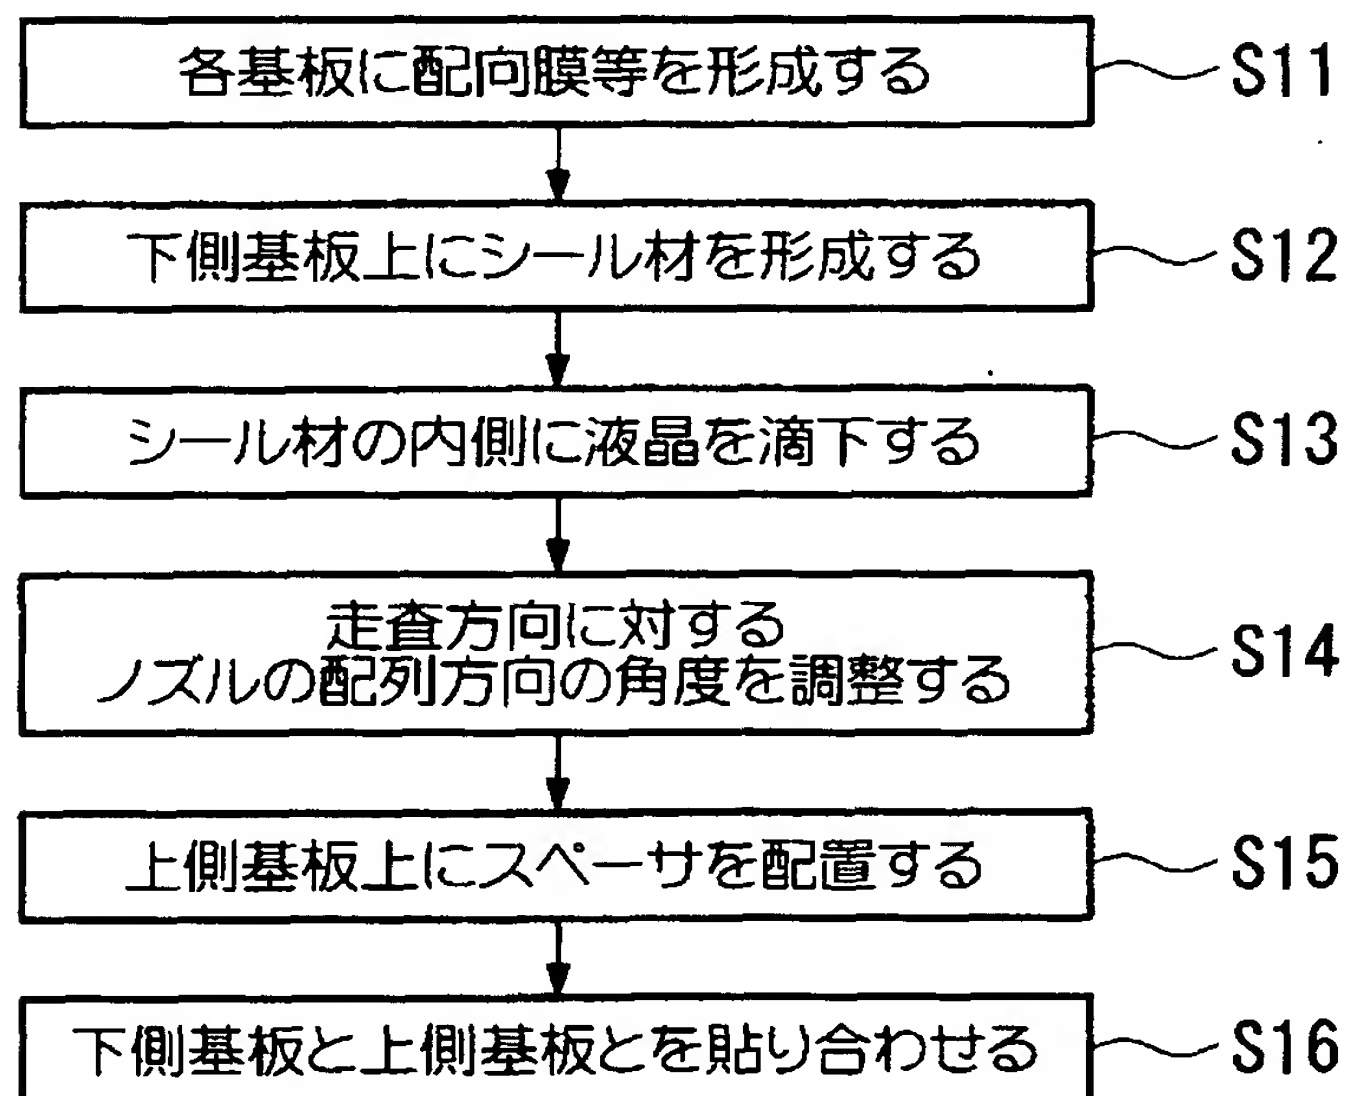 各基板に配向膜等を形成する S11
下側基板上にシール材を形成する S12
シール材の内側に液晶を滴下する S13
走査方向に対する
ノズルの配列方向の角度を調整する S14
上側基板上にスペーサを配置する S15
下側基板と上側基板とを貼り合わせる S16